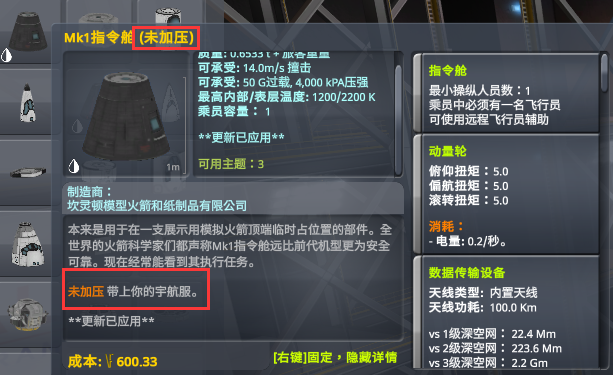 Mk1指令舱 (未加压)
质量: 0.6533 t + 旅客重量
可承受: 14.0m/s 撞击
可承受: 50 G过载, 4,000 kPa压强
最高内部/表层温度: 1200/2200 K
乘员容量: 1
**更新已应用**
可用主题: 3
1m
制造商:
坎灵顿模型火箭和纸制品有限公司
本来是用于在一支展示用模拟火箭顶端临时占位置的部件。全
世界的火箭科学家们都声称Mk1指令舱远比前代机型更为安全
可靠。现在经常能看到其执行任务。
未加压 带上你的宇航服。
**更新已应用**
成本: 600.33
[右键]固定，隐藏详情
指令舱
最小操纵人员数: 1
乘员中必须有一名飞行员
可使用远程飞行员辅助
动量轮
俯仰扭矩: 5.0
偏航扭矩: 5.0
滚转扭矩: 5.0
消耗:
- 电量: 0.2/秒。
数据传输设备
天线类型: 内置天线
天线功耗: 100.0 Km
vs 1级深空网: 22.4 Mm
vs 2级深空网: 223.6 Mm
vs 3级深空网: 2.2 Gm